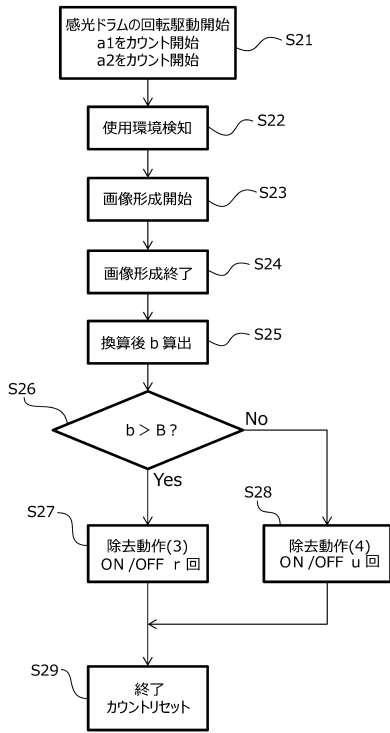 感光ドラムの回転駆動開始
a1をカウント開始
a2をカウント開始
S21
使用環境検知
S22
画像形成開始
S23
画像形成終了
S24
換算後 b 算出
S25
S26
b > B ?
No
Yes
S27
除去動作(3)
ON /OFF r 回
S28
除去動作(4)
ON /OFF u 回
S29
終了
カウントリセット